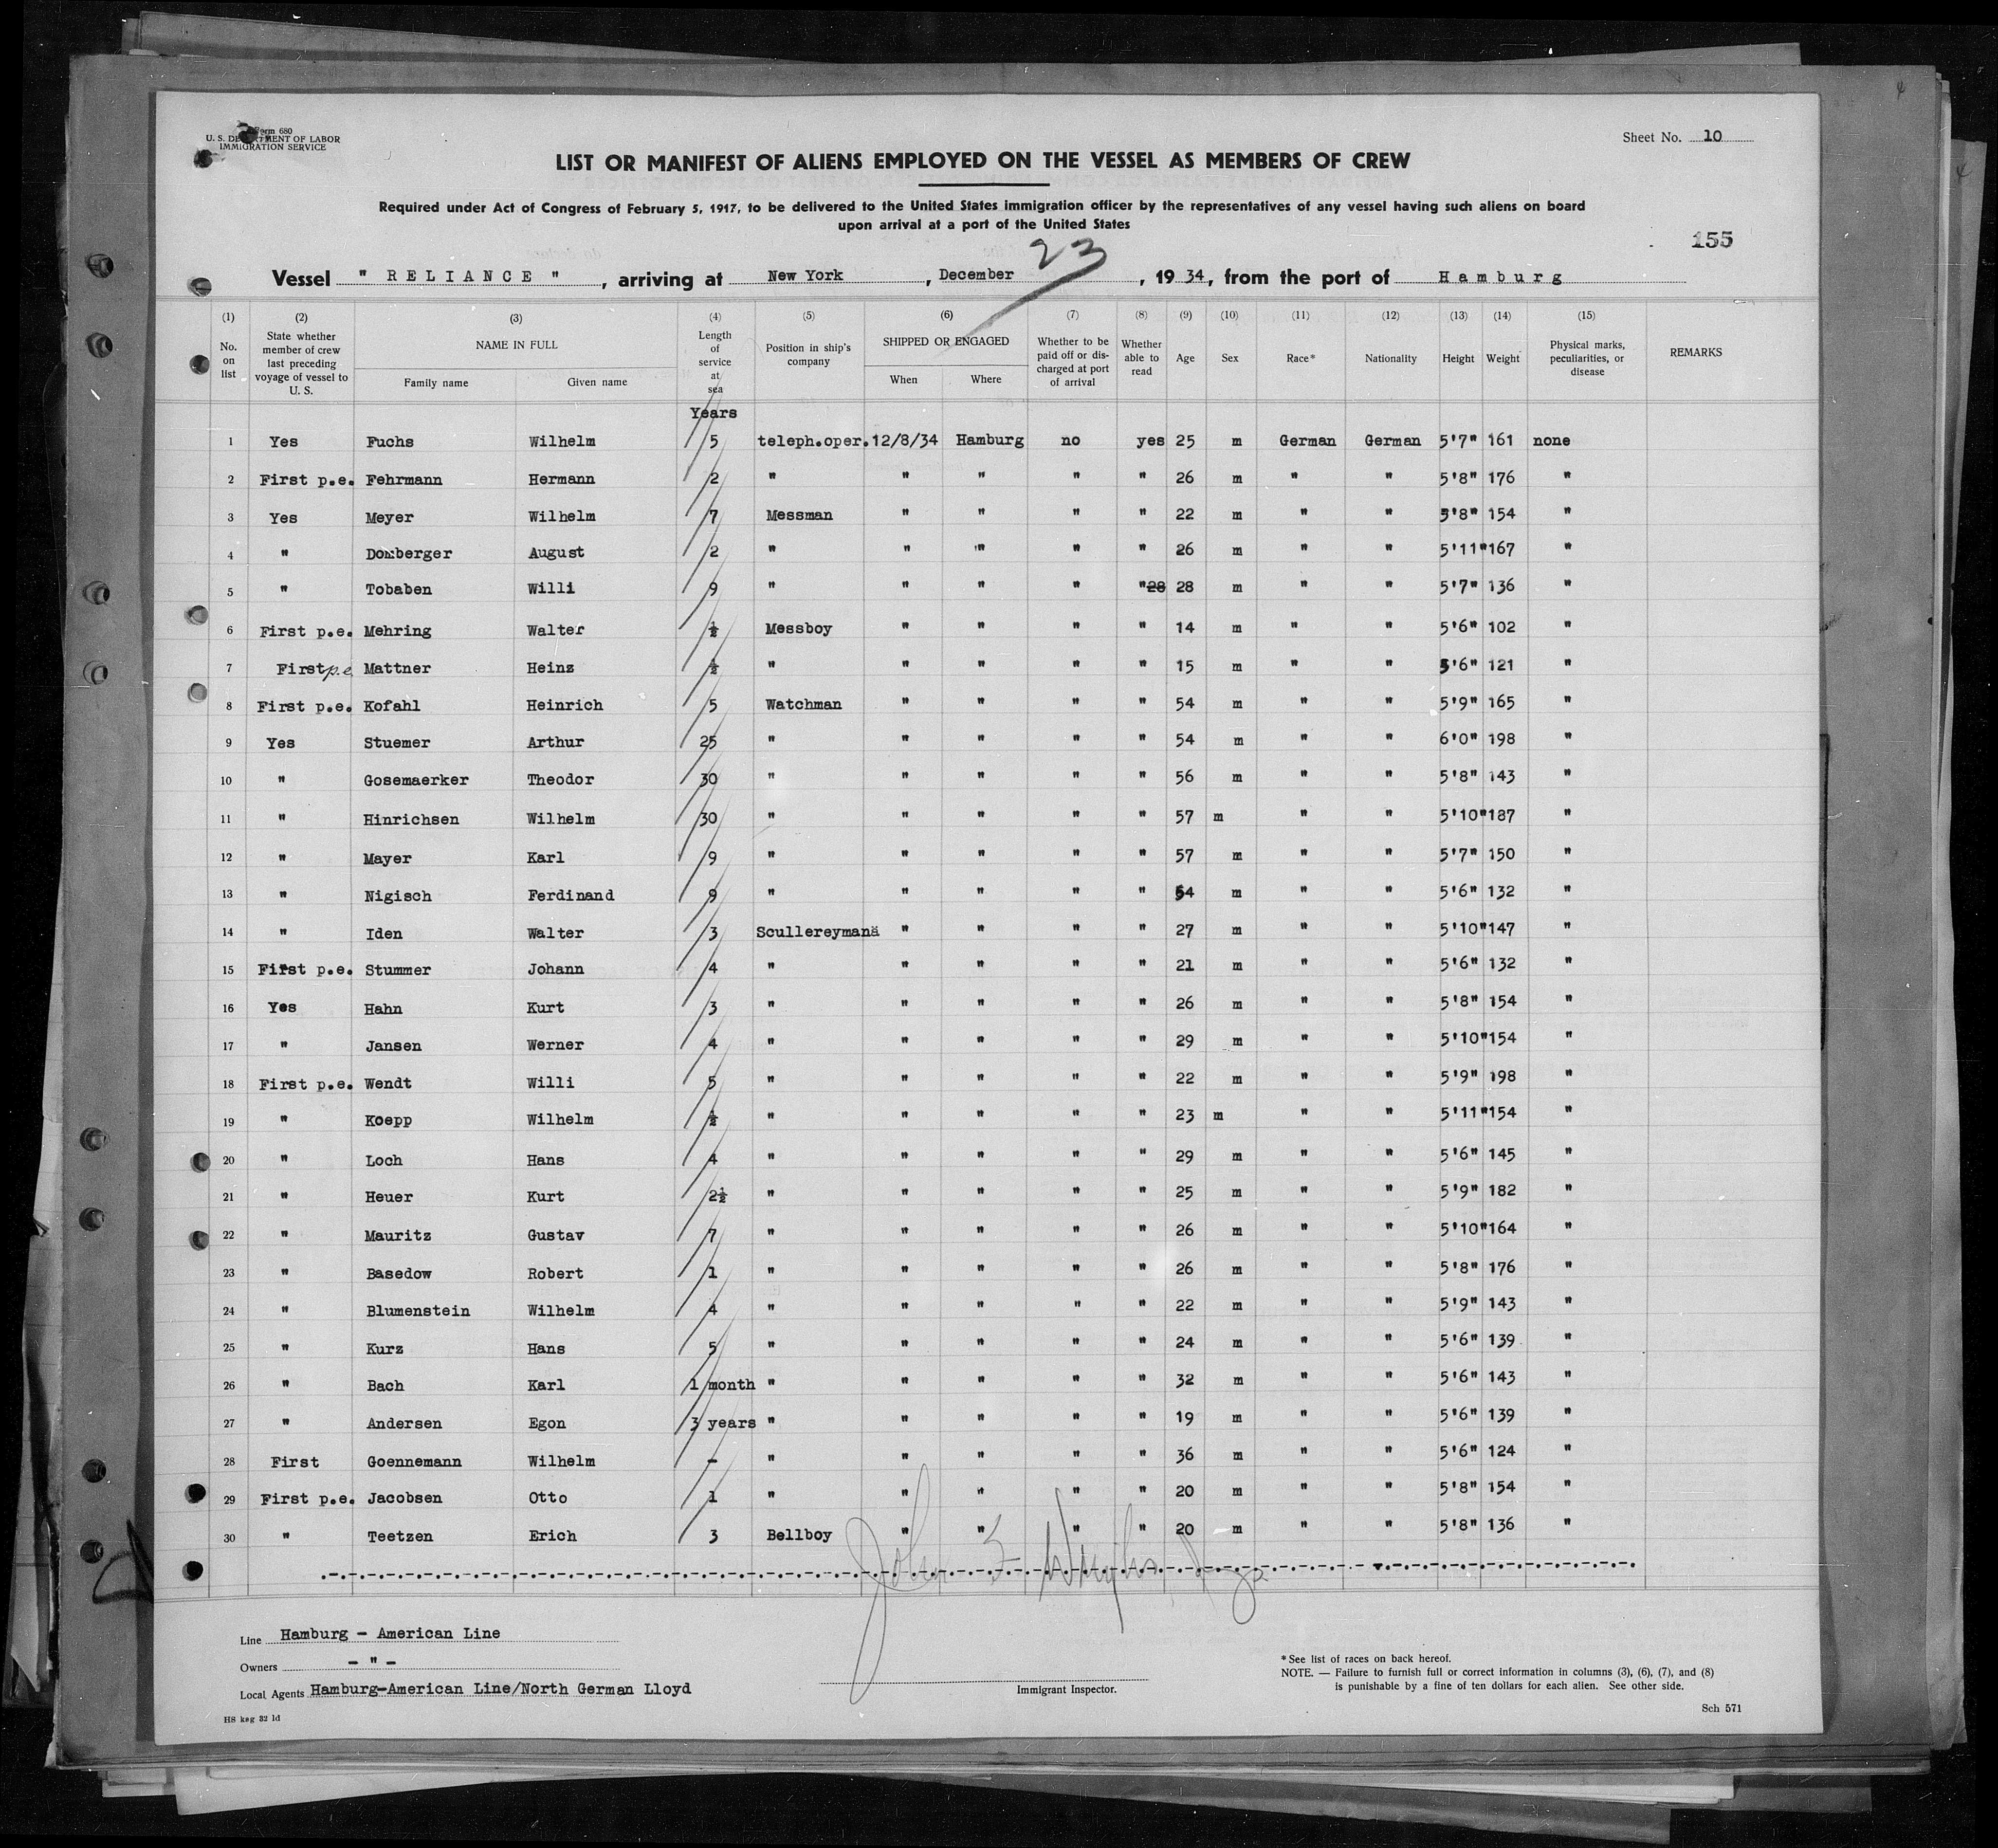 Form 680
U. S. DEPARTMENT OF LABOR
IMMIGRATION SERVICE
Sheet No. 10
LIST OR MANIFEST OF ALIENS EMPLOYED ON THE VESSEL AS MEMBERS OF CREW
Required under Act of Congress of February 5, 1917, to be delivered to the United States immigration officer by the representatives of any vessel having such aliens on board
upon arrival at a port of the United States
155
Vessel " RELIANCE " , arriving at New York , December 23 , 19 34, from the port of Hamburg
(1) No. on list (2) State whether member of crew last preceding voyage of vessel to U. S. (3) NAME IN FULL Family name Given name (4) Length of service at sea (5) Position in ship's company (6) SHIPPED OR ENGAGED When Where (7) Whether to be paid off or discharged at port of arrival (8) Whether able to read (9) Age (10) Sex (11) Race* (12) Nationality (13) Height (14) Weight (15) Physical marks, peculiarities, or disease REMARKS
Years
1 Yes Fuchs Wilhelm 5 teleph.oper. 12/8/34 Hamburg no yes 25 m German German 5'7" 161 none
2 First p.e. Fehrmann Hermann 2 " " " " " 26 m " " 5'8" 176 "
3 Yes Meyer Wilhelm 7 Messman " " " " 22 m " " 5'8" 154 "
4 " Domberger August 2 " " " " " 26 m " " 5'11" 167 "
5 " Tobaben Willi 9 " " " " " 28 28 m " " 5'7" 136 "
6 First p.e. Mehring Walter ½ Messboy " " " " 14 m " " 5'6" 102 "
7 First p.e. Mattner Heinz ½ " " " " " 15 m " " 5'6" 121 "
8 First p.e. Kofahl Heinrich 5 Watchman " " " " 54 m " " 5'9" 165 "
9 Yes Stuemer Arthur 25 " " " " " 54 m " " 6'0" 198 "
10 " Gosemaerker Theodor 30 " " " " " 56 m " " 5'8" 143 "
11 " Hinrichsen Wilhelm 30 " " " " " 57 m " " 5'10" 187 "
12 " Mayer Karl 9 " " " " " 57 m " " 5'7" 150 "
13 " Nigisch Ferdinand 9 " " " " " 54 m " " 5'6" 132 "
14 " Iden Walter 3 Scullereymanä " " " " 27 m " " 5'10" 147 "
15 First p.e. Stummer Johann 4 " " " " " 21 m " " 5'6" 132 "
16 Yes Hahn Kurt 3 " " " " " 26 m " " 5'8" 154 "
17 " Jansen Werner 4 " " " " " 29 m " " 5'10" 154 "
18 First p.e. Wendt Willi 5 " " " " " 22 m " " 5'9" 198 "
19 " Koepp Wilhelm ½ " " " " " 23 m " " 5'11" 154 "
20 " Loch Hans 4 " " " " " 29 m " " 5'6" 145 "
21 " Heuer Kurt 2½ " " " " " 25 m " " 5'9" 182 "
22 " Mauritz Gustav 7 " " " " " 26 m " " 5'10" 164 "
23 " Basedow Robert 1 " " " " " 26 m " " 5'8" 176 "
24 " Blumenstein Wilhelm 4 " " " " " 22 m " " 5'9" 143 "
25 " Kurz Hans 5 " " " " " 24 m " " 5'6" 139 "
26 " Bach Karl 1 month " " " " " 32 m " " 5'6" 143 "
27 " Andersen Egon 3 years " " " " " 19 m " " 5'6" 139 "
28 First Goennemann Wilhelm - " " " " " 36 m " " 5'6" 124 "
29 First p.e. Jacobsen Otto 1 " " " " " 20 m " " 5'8" 154 "
30 " Teetzen Erich 3 Bellboy " " " " 20 m " " 5'8" 136 "
John F
Line Hamburg - American Line
Owners - " -
Local Agents Hamburg-American Line/North German Lloyd
Immigrant Inspector.
* See list of races on back hereof.
NOTE. — Failure to furnish full or correct information in columns (3), (6), (7), and (8)
is punishable by a fine of ten dollars for each alien. See other side.
HS kag 32 ld
Sch 571